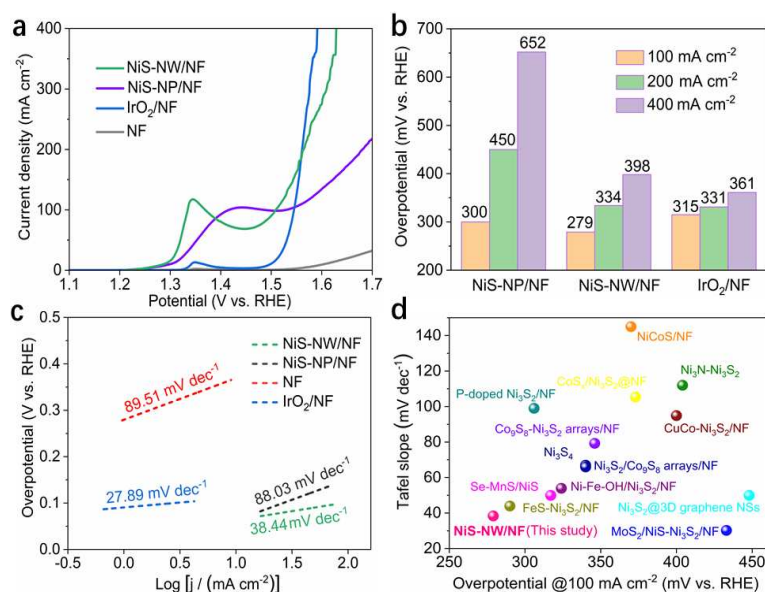 a
400
300
200
100
0
Current density (mA cm⁻²)
NiS-NW/NF
NiS-NP/NF
IrO₂/NF
NF
1.1 1.2 1.3 1.4 1.5 1.6 1.7
Potential (V vs. RHE)
b
700
600
500
400
300
200
Overpotential (mV vs. RHE)
100 mA cm⁻²
200 mA cm⁻²
400 mA cm⁻²
300 450 652
279 334 398
315 331 361
NiS-NP/NF NiS-NW/NF IrO₂/NF
c
0.5
0.4
0.3
0.2
0.1
0.0
Overpotential (V vs. RHE)
NiS-NW/NF
NiS-NP/NF
NF
IrO₂/NF
89.51 mV dec⁻¹
27.89 mV dec⁻¹
88.03 mV dec⁻¹
38.44 mV dec⁻¹
-0.5 0.0 0.5 1.0 1.5 2.0
Log [j / (mA cm⁻²)]
d
140
120
100
80
60
40
20
Tafel slope (mV dec⁻¹)
NiCoS/NF
Ni₃N-Ni₃S₂
P-doped Ni₃S₂/NF
CuCo-Ni₃S₂/NF
Co₉S₈-Ni₃S₂ arrays/NF
Ni₃S₄
Ni₃S₂/Co₉S₈ arrays/NF
Se-MnS/NiS
Ni-Fe-OH/Ni₃S₂/NF
Ni₃S₂@3D graphene NSs
FeS-Ni₃S₂/NF
NiS-NW/NF (This study)
MoS₂/NiS-Ni₃S₂/NF
250 300 350 400 450
Overpotential @100 mA cm⁻² (mV vs. RHE)